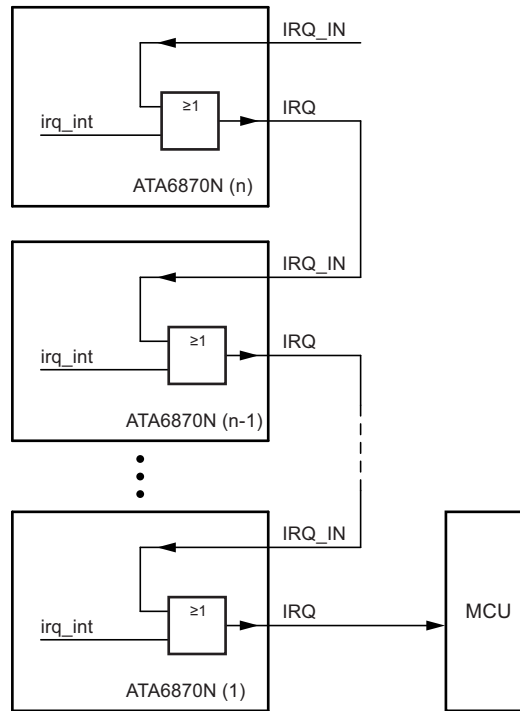 IRQ_IN
≥1
irq_int
IRQ
ATA6870N (n)
IRQ_IN
≥1
irq_int
IRQ
ATA6870N (n-1)
IRQ_IN
≥1
irq_int
IRQ
MCU
ATA6870N (1)